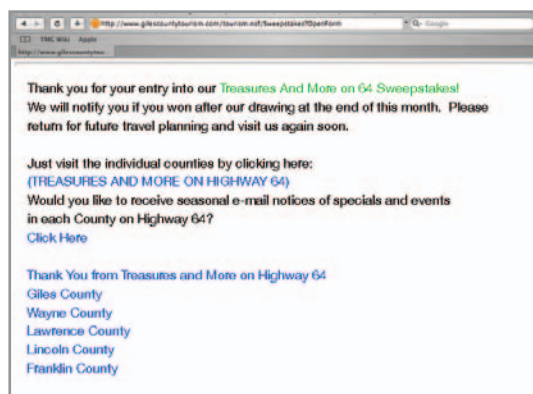 http://www.gilescountytourism.com/tourism.nsf/Sweepstakes?OpenForm
Google
TMC Wiki Apple
http://www.gilescountytou...
Thank you for your entry into our Treasures And More on 64 Sweepstakes!
We will notify you if you won after our drawing at the end of this month. Please
return for future travel planning and visit us again soon.
Just visit the individual counties by clicking here:
(TREASURES AND MORE ON HIGHWAY 64)
Would you like to receive seasonal e-mail notices of specials and events
in each County on Highway 64?
Click Here
Thank You from Treasures and More on Highway 64
Giles County
Wayne County
Lawrence County
Lincoln County
Franklin County